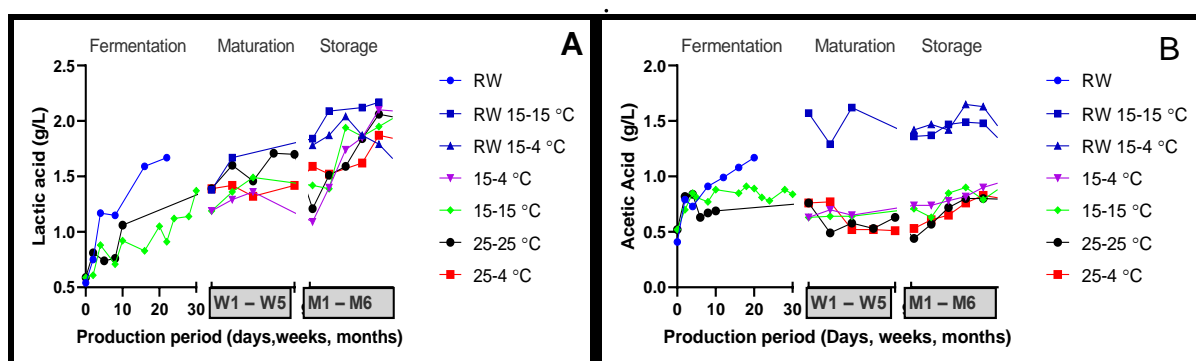 Fermentation Maturation Storage A
Lactic acid (g/L)
2.5
2.0
1.5
1.0
0.5
0 10 20 30
W1 – W5 M1 – M6
Production period (days,weeks, months)
RW
RW 15-15 °C
RW 15-4 °C
15-4 °C
15-15 °C
25-25 °C
25-4 °C
Fermentation Maturation Storage B
Acetic Acid (g/L)
2.0
1.5
1.0
0.5
0.0
0 10 20 30
W1 – W5 M1 – M6
Production period (Days, weeks, months)
RW
RW 15-15 °C
RW 15-4 °C
15-4 °C
15-15 °C
25-25 °C
25-4 °C